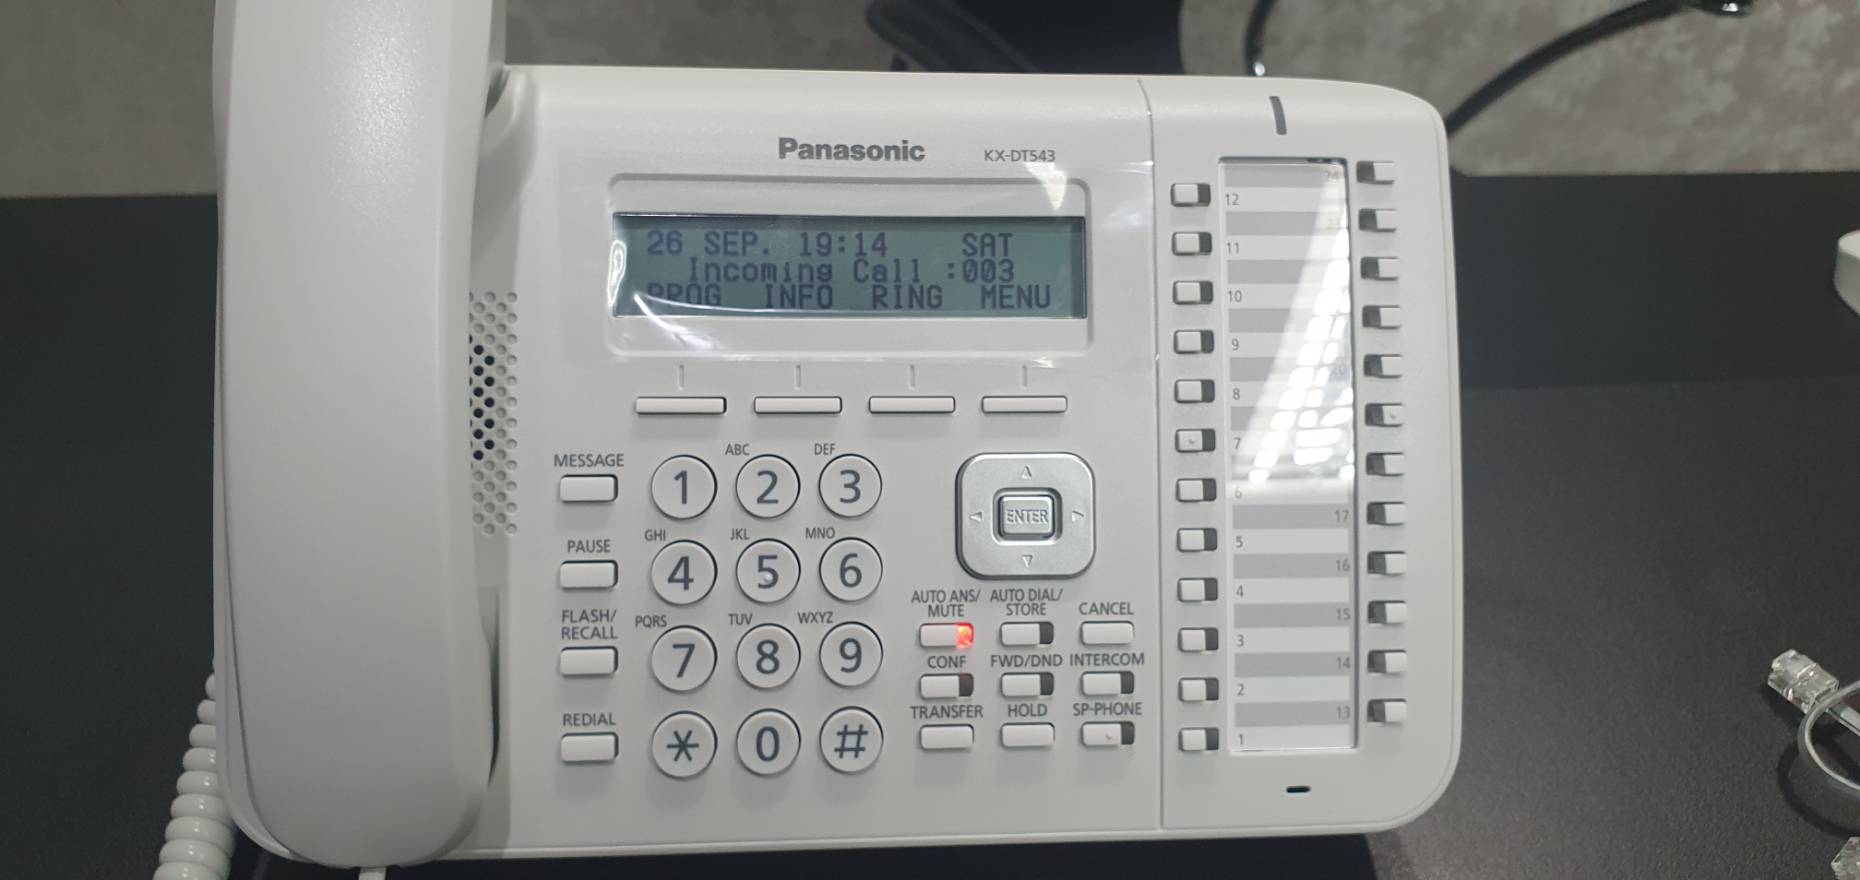 Panasonic KX-DT543
26 SEP. 19:14 SAT
Incoming Call :003
PROG INFO RING MENU
MESSAGE
PAUSE
FLASH/
RECALL
REDIAL
1
ABC 2
DEF 3
GHI 4
JKL 5
MNO 6
PQRS 7
TUV 8
WXYZ 9
* 0 #
ENTER
AUTO ANS/
MUTE
AUTO DIAL/
STORE
CANCEL
CONF
FWD/DND
INTERCOM
TRANSFER
HOLD
SP-PHONE
24
12
11
10
9
20
8
7
6
17
5
16
4
15
3
14
2
13
1